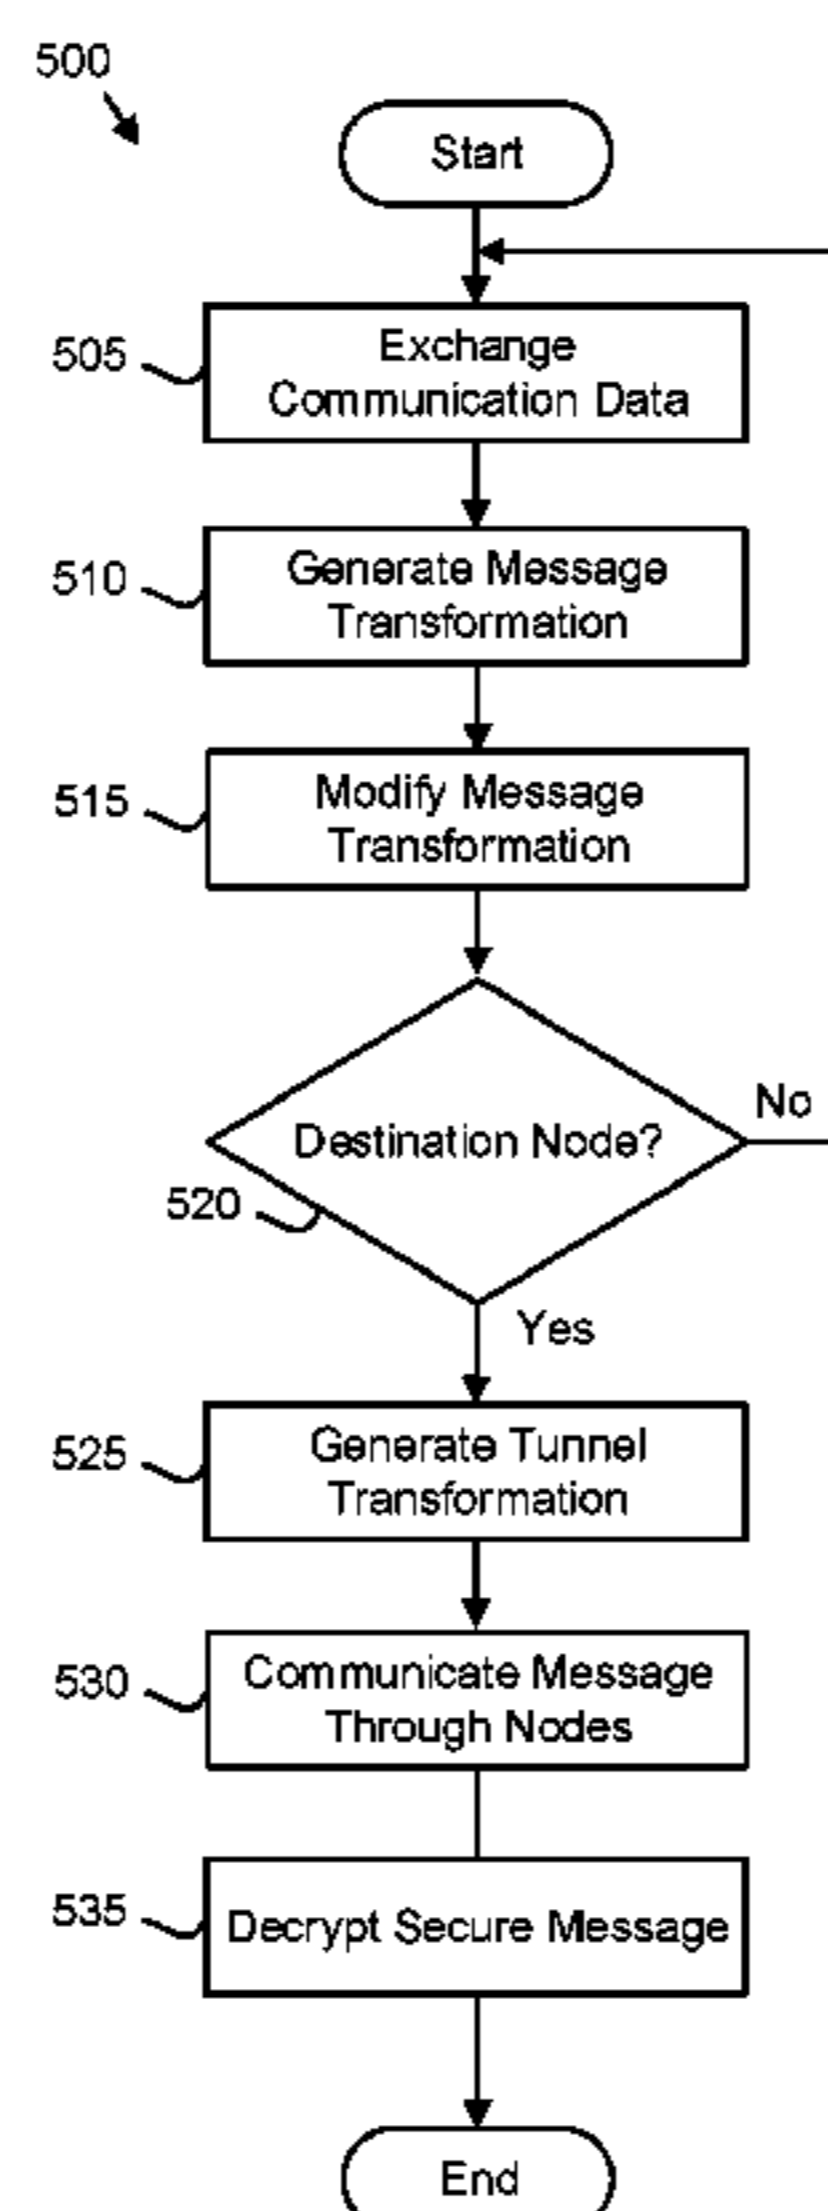 500
Start
505
Exchange
Communication Data
510
Generate Message
Transformation
515
Modify Message
Transformation
No
Destination Node?
520
Yes
525
Generate Tunnel
Transformation
530
Communicate Message
Through Nodes
535
Decrypt Secure Message
End